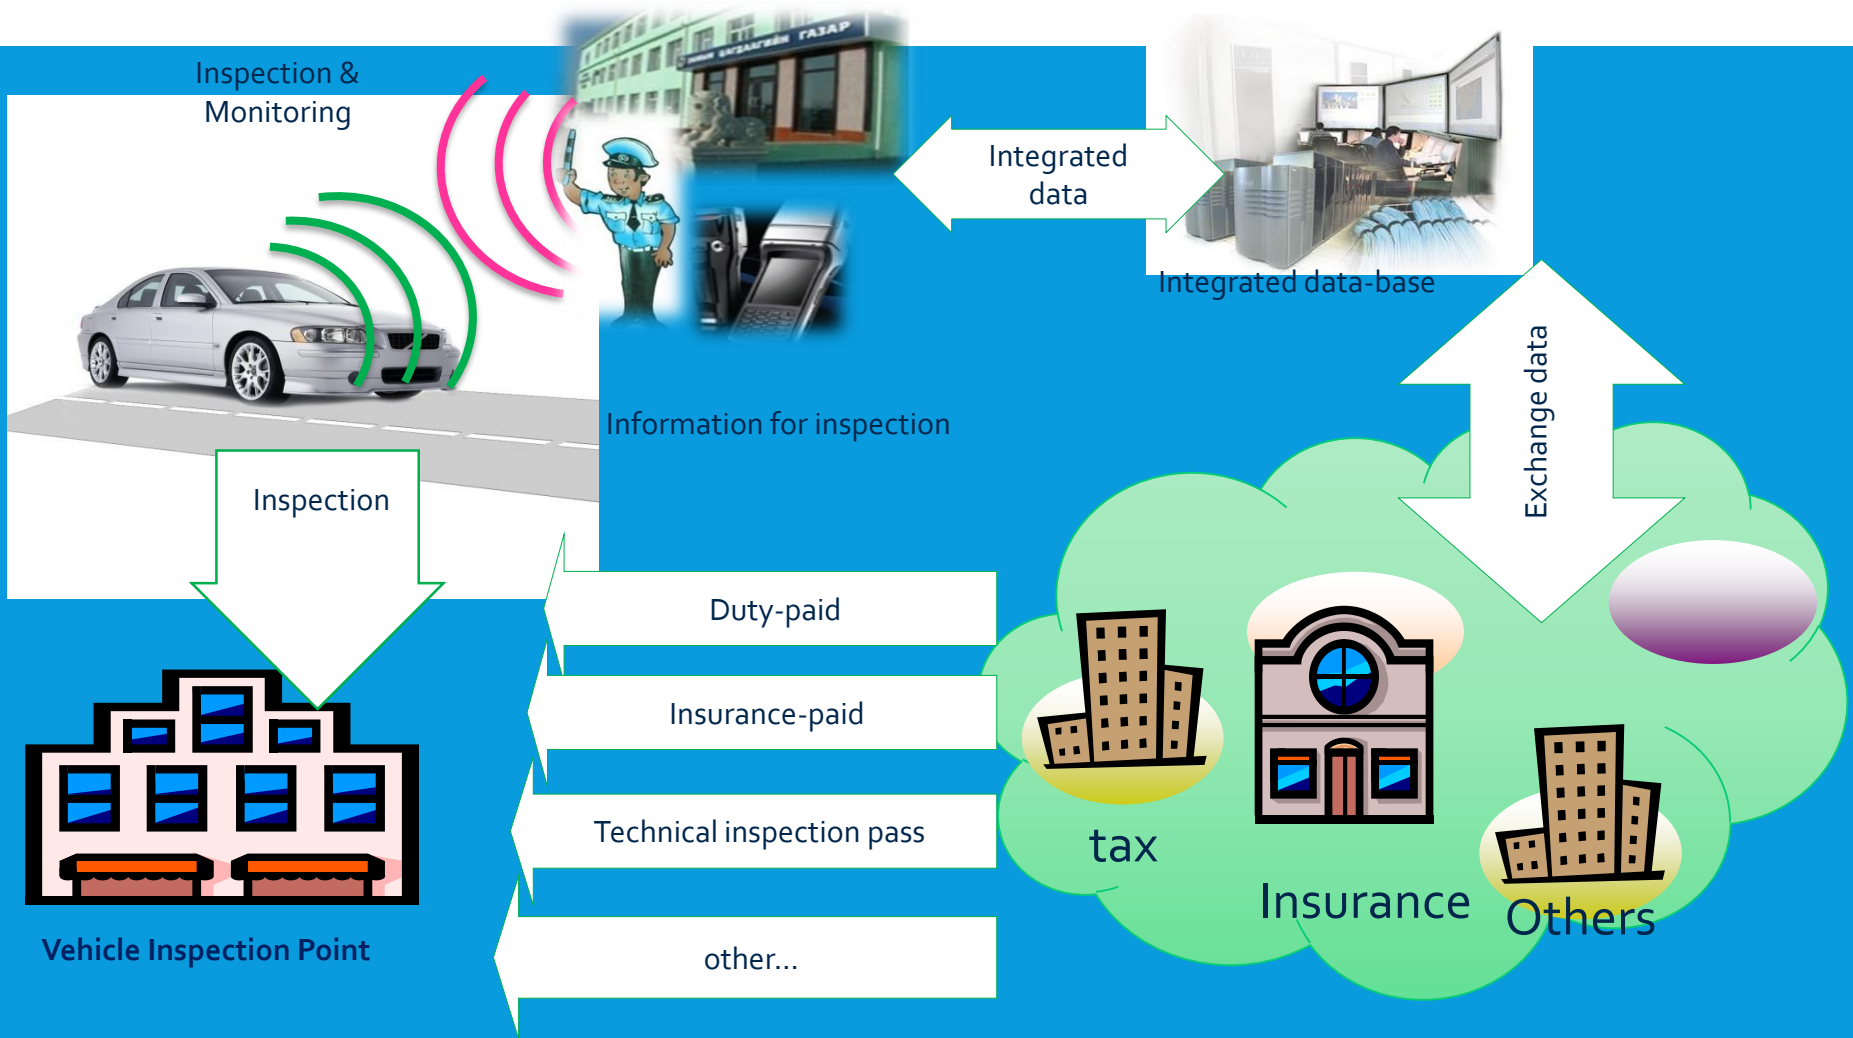 Inspection &
Monitoring
ГАЗАР
Integrated
data
Integrated data-base
Exchange data
Information for inspection
Inspection
Duty-paid
Insurance-paid
Technical inspection pass
other...
tax
Insurance
Others
Vehicle Inspection Point